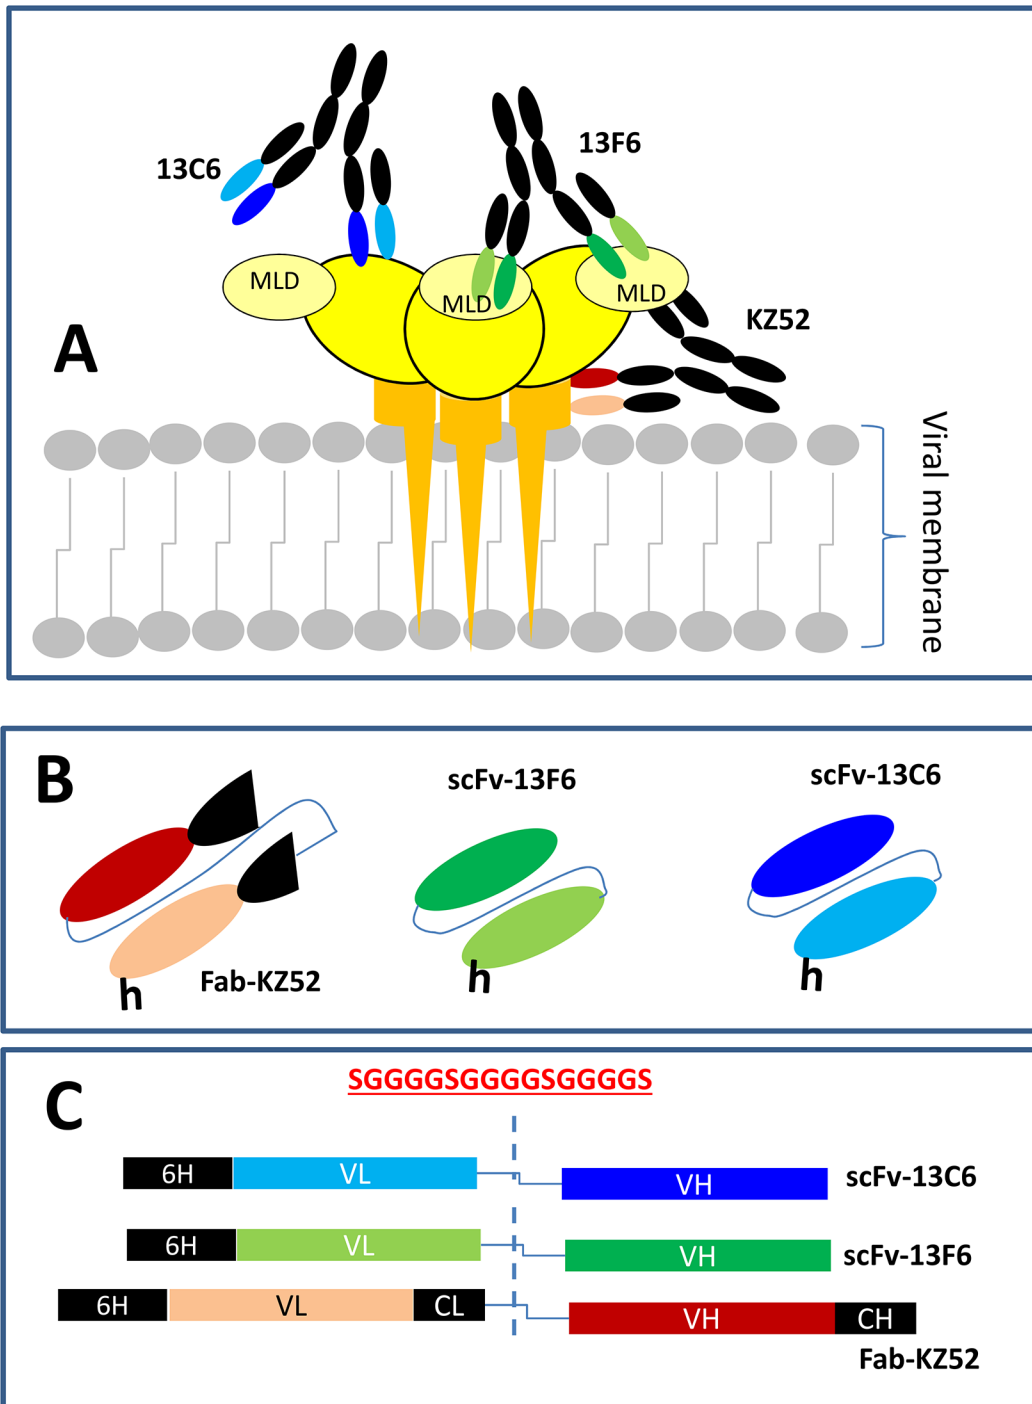 13C6
13F6
MLD
MLD
MLD
KZ52
A
Viral membrane
B
scFv-13F6
scFv-13C6
h
Fab-KZ52
h
h
C
SGGGGSGGGGSGGGGS
6H VL VH scFv-13C6
6H VL VH scFv-13F6
6H VL CL VH CH
Fab-KZ52